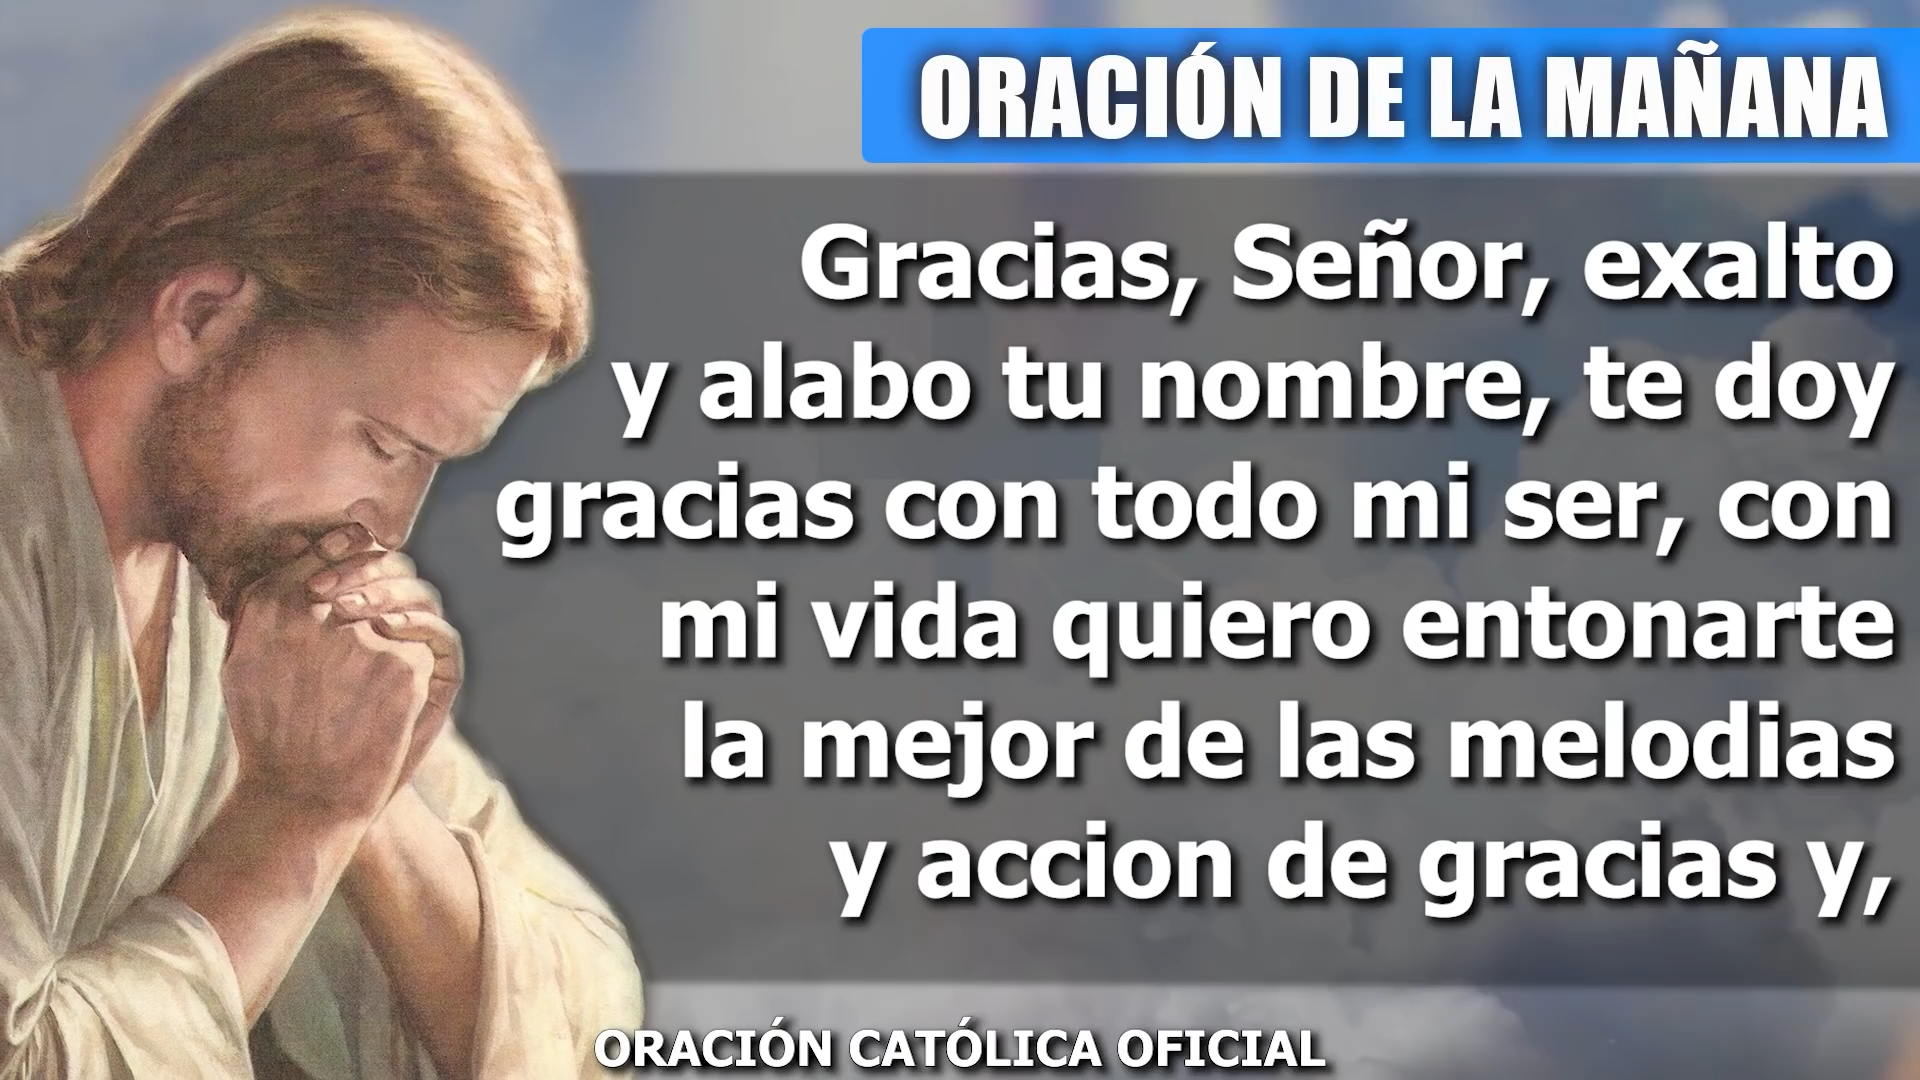 ORACIÓN DE LA MAÑANA
Gracias, Señor, exalto
y alabo tu nombre, te doy
gracias con todo mi ser, con
mi vida quiero entonarte
la mejor de las melodias
y accion de gracias y,
ORACIÓN CATÓLICA OFICIAL